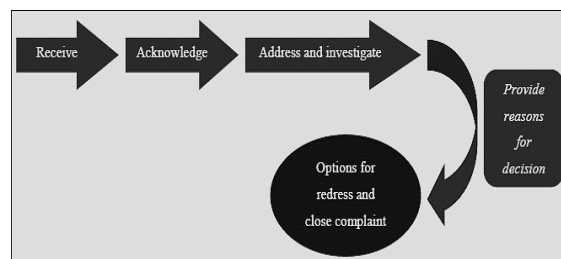 Receive
Acknowledge
Address and investigate
Provide
reasons
for
decision
Options for
redress and
close complaint